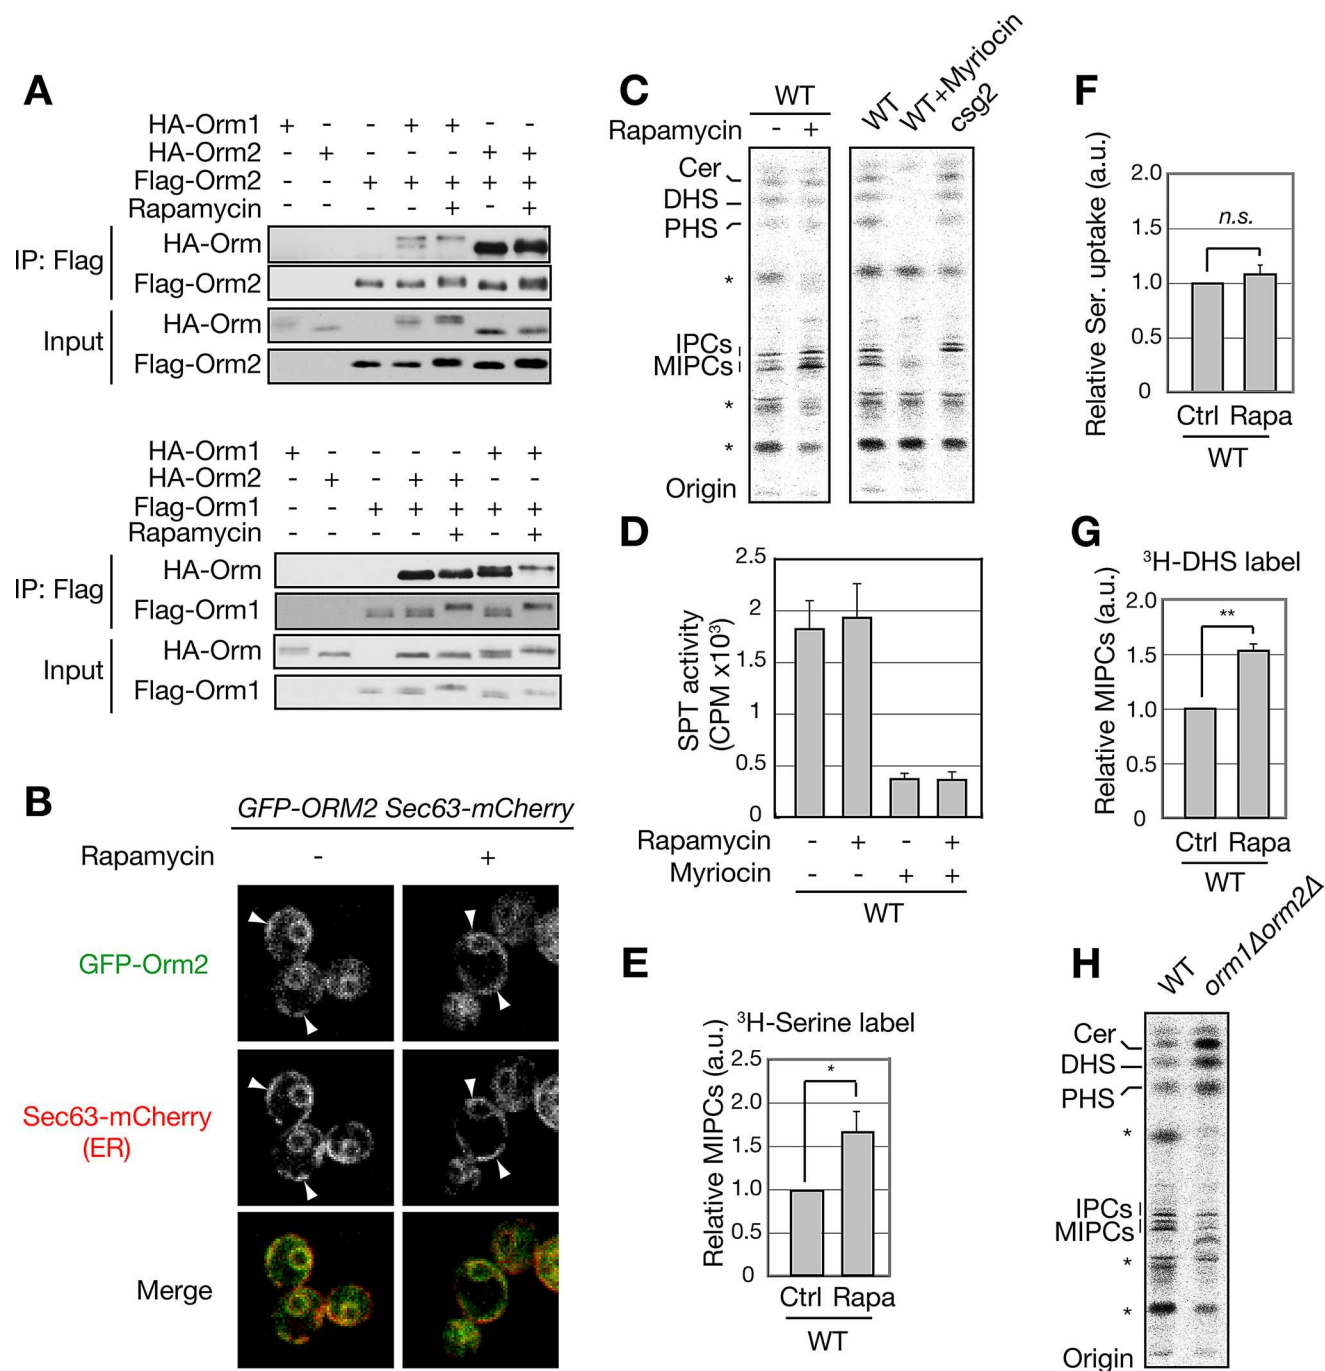 A
HA-Orm1 + - - + + - -
HA-Orm2 - + - - - + +
Flag-Orm2 - - + + + + +
Rapamycin - - - - + - +
IP: Flag
HA-Orm
Flag-Orm2
Input
HA-Orm
Flag-Orm2
HA-Orm1 + - - - - + +
HA-Orm2 - + - + + - -
Flag-Orm1 - - + + + + +
Rapamycin - - - - + - +
IP: Flag
HA-Orm
Flag-Orm1
Input
HA-Orm
Flag-Orm1
B
GFP-ORM2 Sec63-mCherry
Rapamycin - +
GFP-Orm2
Sec63-mCherry
(ER)
Merge
C
WT
Rapamycin - +
WT
WT+Myriocin
csg2
Cer
DHS
PHS
*
IPCs
MIPCs
*
*
Origin
D
SPT activity
(CPM x10³)
2.5
2
1.5
1
0.5
0
Rapamycin - + - +
Myriocin - - + +
WT
E
³H-Serine label
Relative MIPCs (a.u.)
2.5
2.0
1.5
1.0
0.5
0
*
Ctrl Rapa
WT
F
Relative Ser. uptake (a.u.)
2.0
1.5
1.0
0.5
0
n.s.
Ctrl Rapa
WT
G
³H-DHS label
Relative MIPCs (a.u.)
2.0
1.5
1.0
0.5
0
**
Ctrl Rapa
WT
H
WT
orm1Δorm2Δ
Cer
DHS
PHS
*
IPCs
MIPCs
*
*
Origin